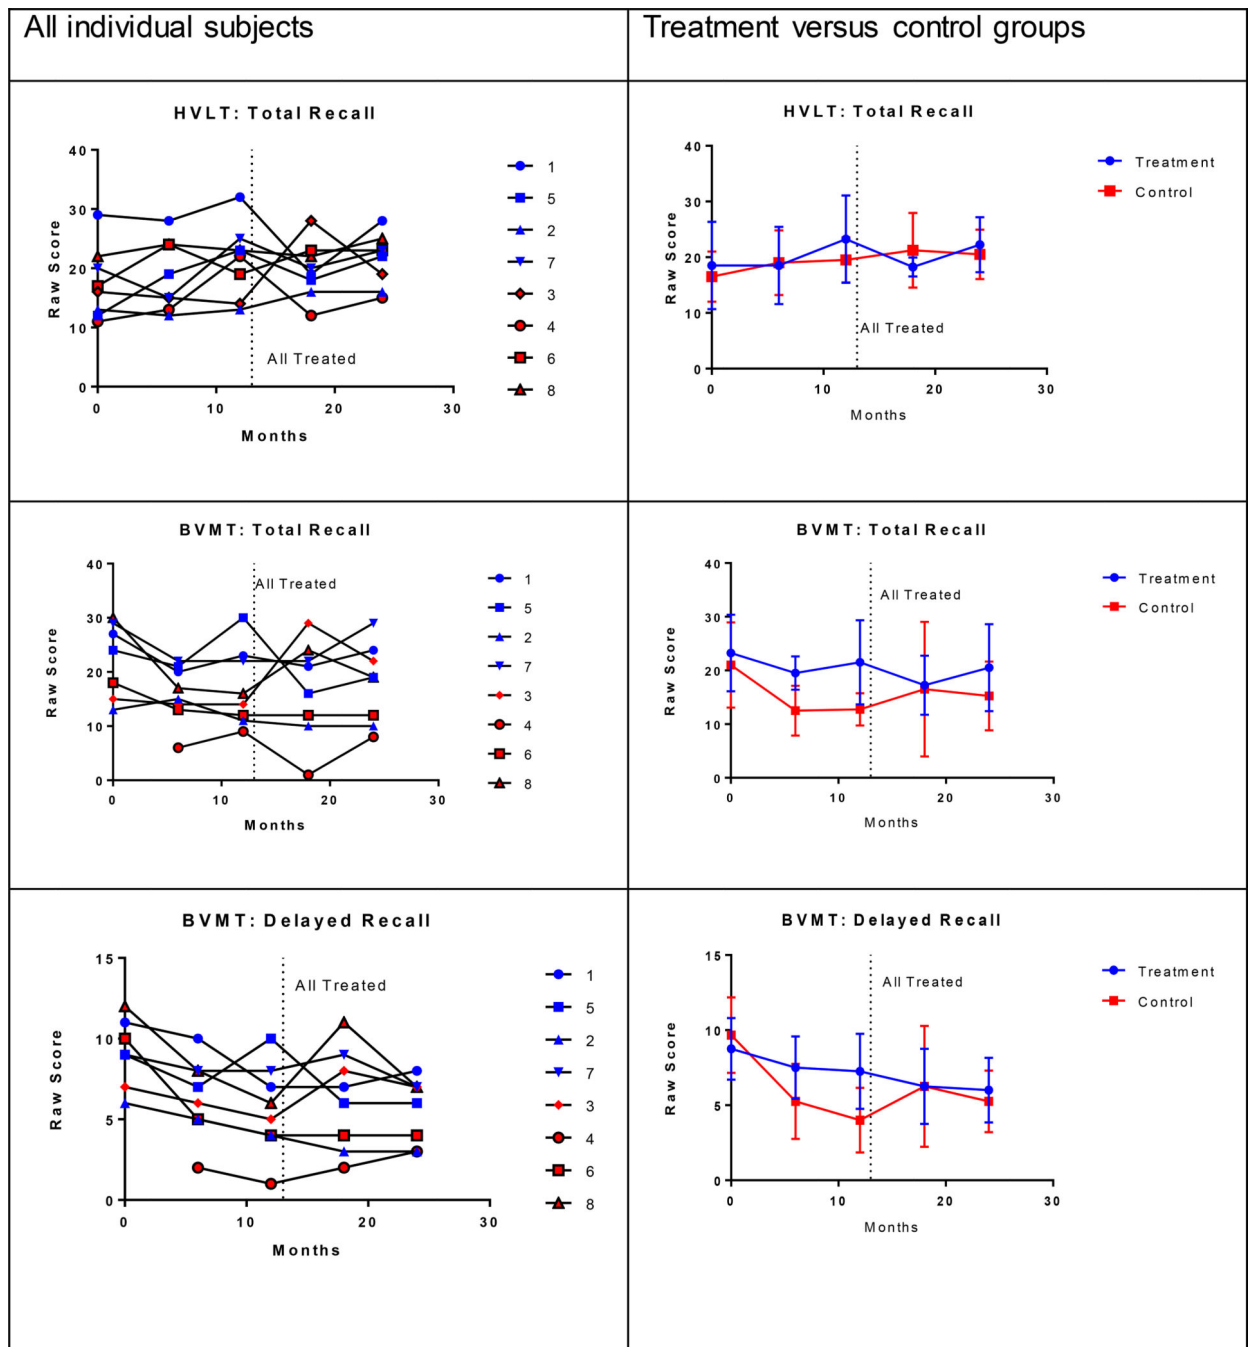 All individual subjects
Treatment versus control groups
HVLT: Total Recall
40
30
20
10
0
Raw Score
0 10 20 30
Months
All Treated
1
5
2
7
3
4
6
8
HVLT: Total Recall
40
30
20
10
0
Raw Score
0 10 20 30
Months
All Treated
Treatment
Control
BVMT: Total Recall
40
30
20
10
0
Raw Score
0 10 20 30
Months
All Treated
1
5
2
7
3
4
6
8
BVMT: Total Recall
40
30
20
10
0
Raw Score
0 10 20 30
Months
All Treated
Treatment
Control
BVMT: Delayed Recall
15
10
5
0
Raw Score
0 10 20 30
Months
All Treated
1
5
2
7
3
4
6
8
BVMT: Delayed Recall
15
10
5
0
Raw Score
0 10 20 30
Months
All Treated
Treatment
Control